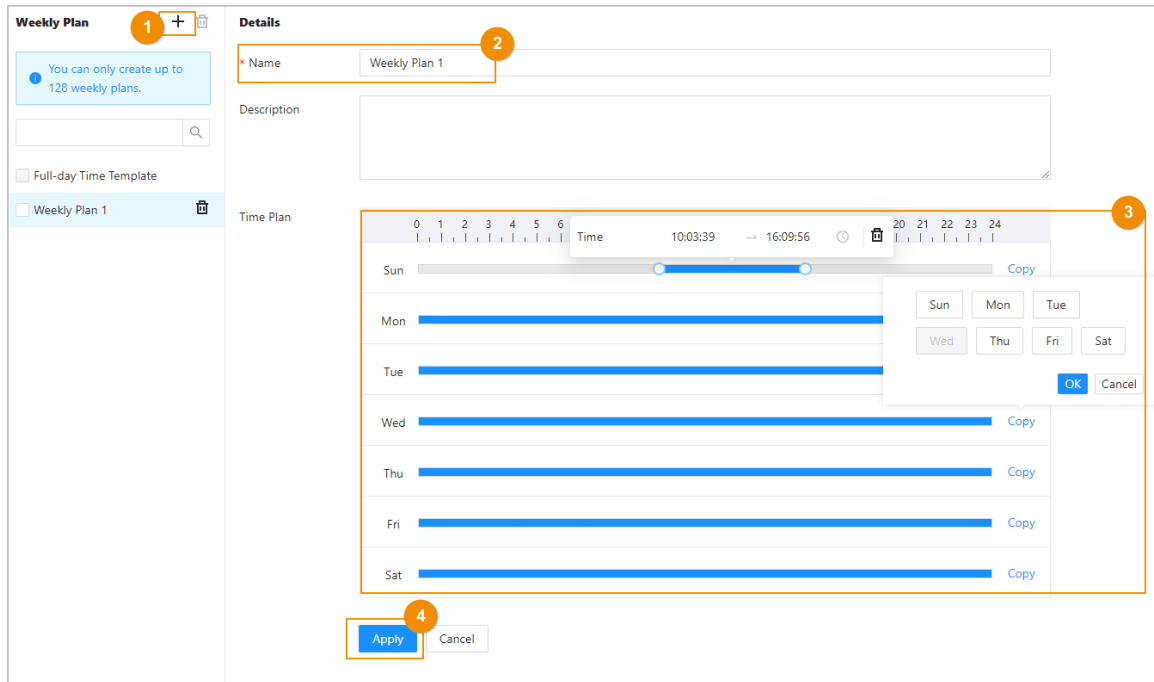 Weekly Plan
1
You can only create up to
128 weekly plans.
Full-day Time Template
Weekly Plan 1
Details
2
* Name
Weekly Plan 1
Description
Time Plan
3
0 1 2 3 4 5 6 20 21 22 23 24
Time 10:03:39 → 16:09:56
Sun Copy
Sun Mon Tue
Wed Thu Fri Sat
OK Cancel
Mon
Tue
Wed Copy
Thu Copy
Fri Copy
Sat Copy
4
Apply Cancel